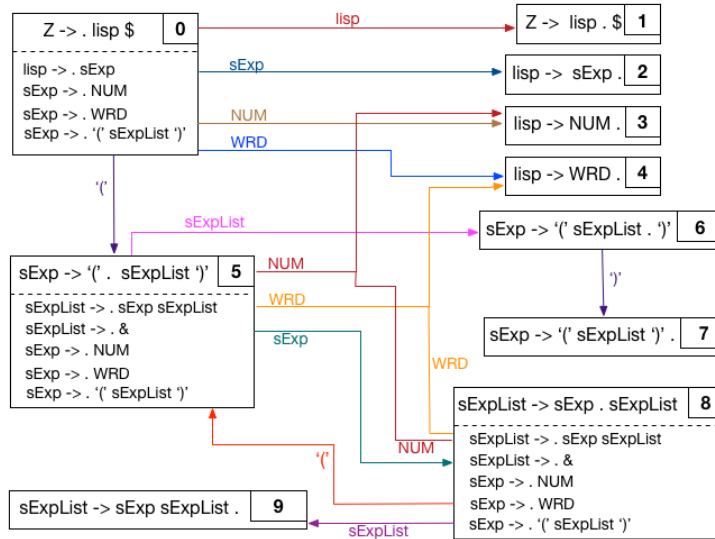 Z -> . lisp $ 0
lisp -> . sExp
sExp -> . NUM
sExp -> . WRD
sExp -> . ‘(’ sExpList ‘)’
lisp
sExp
NUM
WRD
‘(’
Z -> lisp . $ 1
lisp -> sExp . 2
lisp -> NUM . 3
lisp -> WRD . 4
sExpList
sExp -> ‘(’ sExpList . ‘)’ 6
‘)’
sExp -> ‘(’ sExpList ‘)’ . 7
sExp -> ‘(’ . sExpList ‘)’ 5
sExpList -> . sExp sExpList
sExpList -> . &
sExp -> . NUM
sExp -> . WRD
sExp -> . ‘(’ sExpList ‘)’
NUM
WRD
sExp
WRD
NUM
‘(’
sExpList -> sExp . sExpList 8
sExpList -> . sExp sExpList
sExpList -> . &
sExp -> . NUM
sExp -> . WRD
sExp -> . ‘(’ sExpList ‘)’
sExpList -> sExp sExpList . 9
sExpList